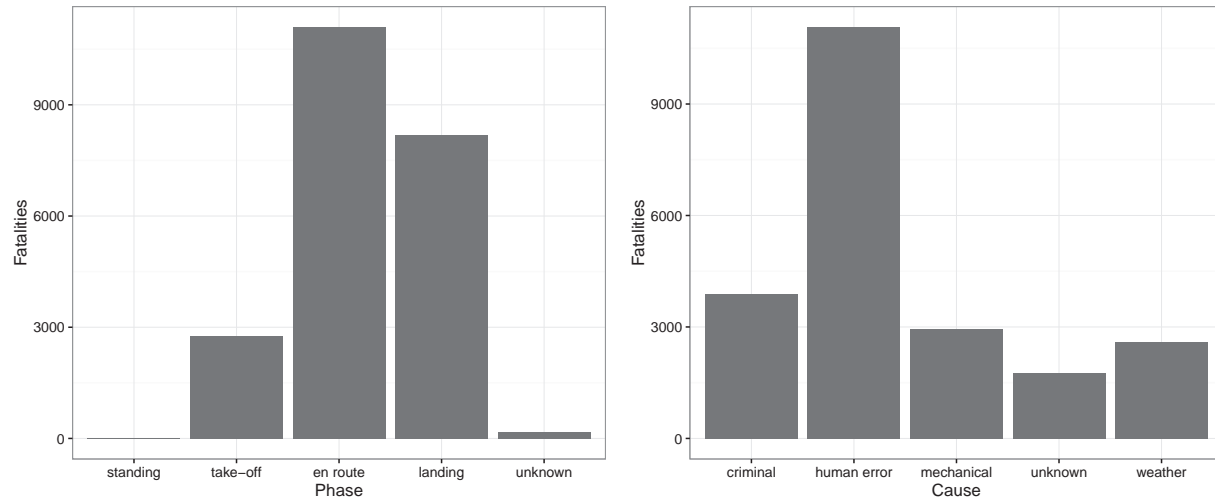 Fatalities
9000
6000
3000
0
standing take−off en route landing unknown
Phase
Fatalities
9000
6000
3000
0
criminal human error mechanical unknown weather
Cause